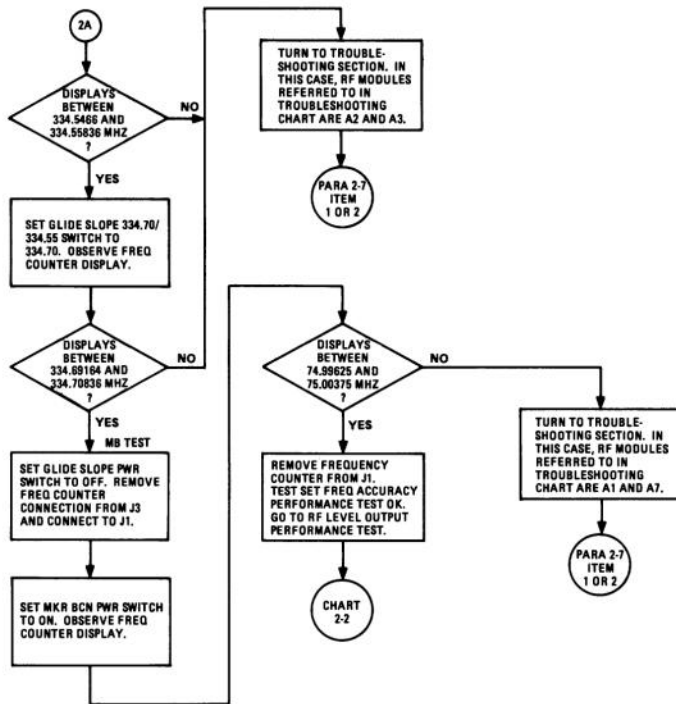 2A
DISPLAYS
BETWEEN
334.5466 AND
334.55836 MHZ
?
NO
YES
TURN TO TROUBLE-
SHOOTING SECTION. IN
THIS CASE, RF MODULES
REFERRED TO IN
TROUBLESHOOTING
CHART ARE A2 AND A3.
PARA 2-7
ITEM
1 OR 2
SET GLIDE SLOPE 334.70/
334.55 SWITCH TO
334.70. OBSERVE FREQ
COUNTER DISPLAY.
DISPLAYS
BETWEEN
334.69164 AND
334.70836 MHZ
?
NO
YES
MB TEST
SET GLIDE SLOPE PWR
SWITCH TO OFF. REMOVE
FREQ COUNTER
CONNECTION FROM J3
AND CONNECT TO J1.
SET MKR BCN PWR SWITCH
TO ON. OBSERVE FREQ
COUNTER DISPLAY.
DISPLAYS
BETWEEN
74.99625 AND
75.00375 MHZ
?
NO
YES
REMOVE FREQUENCY
COUNTER FROM J1.
TEST SET FREQ ACCURACY
PERFORMANCE TEST OK.
GO TO RF LEVEL OUTPUT
PERFORMANCE TEST.
CHART
2-2
TURN TO TROUBLE-
SHOOTING SECTION. IN
THIS CASE, RF MODULES
REFERRED TO IN
TROUBLESHOOTING
CHART ARE A1 AND A7.
PARA 2-7
ITEM
1 OR 2